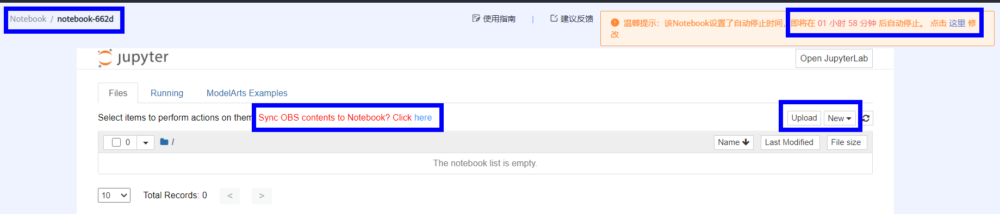 Notebook / notebook-662d
使用指南 | 建议反馈
温馨提示：该Notebook设置了自动停止时间，即将在 01 小时 58 分钟 后自动停止。 点击 这里 修
改
jupyter
Open JupyterLab
Files Running ModelArts Examples
Select items to perform actions on them Sync OBS contents to Notebook? Click here
Upload New
0 / Name Last Modified File size
The notebook list is empty.
10 Total Records: 0 < >